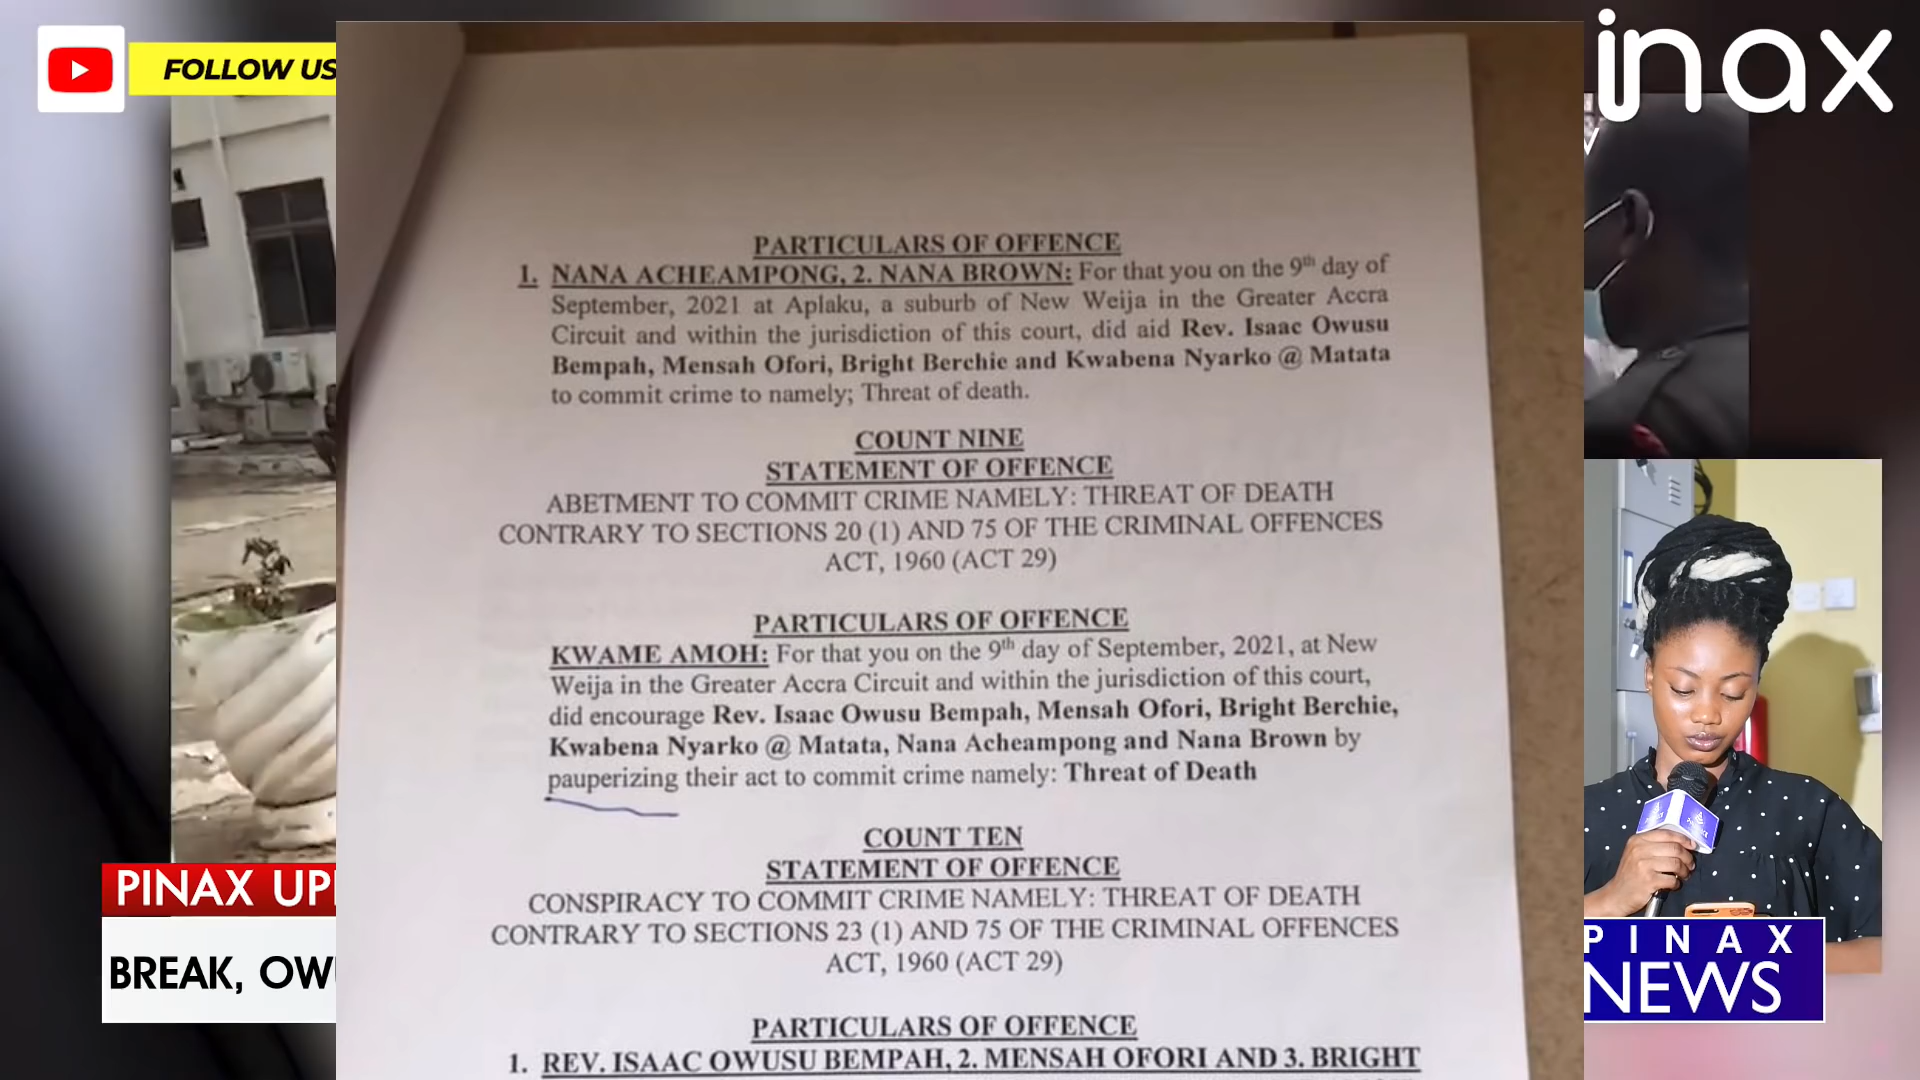 FOLLOW US
inax
PARTICULARS OF OFFENCE
1. NANA ACHEAMPONG, 2. NANA BROWN: For that you on the 9th day of
September, 2021 at Aplaku, a suburb of New Weija in the Greater Accra
Circuit and within the jurisdiction of this court, did aid Rev. Isaac Owusu
Bempah, Mensah Ofori, Bright Berchie and Kwabena Nyarko @ Matata
to commit crime to namely; Threat of death.
COUNT NINE
STATEMENT OF OFFENCE
ABETMENT TO COMMIT CRIME NAMELY: THREAT OF DEATH
CONTRARY TO SECTIONS 20 (1) AND 75 OF THE CRIMINAL OFFENCES
ACT, 1960 (ACT 29)
PARTICULARS OF OFFENCE
KWAME AMOH: For that you on the 9th day of September, 2021, at New
Weija in the Greater Accra Circuit and within the jurisdiction of this court,
did encourage Rev. Isaac Owusu Bempah, Mensah Ofori, Bright Berchie,
Kwabena Nyarko @ Matata, Nana Acheampong and Nana Brown by
pauperizing their act to commit crime namely: Threat of Death
COUNT TEN
STATEMENT OF OFFENCE
CONSPIRACY TO COMMIT CRIME NAMELY: THREAT OF DEATH
CONTRARY TO SECTIONS 23 (1) AND 75 OF THE CRIMINAL OFFENCES
ACT, 1960 (ACT 29)
PARTICULARS OF OFFENCE
1. REV. ISAAC OWUSU BEMPAH, 2. MENSAH OFORI AND 3. BRIGHT
PINAX UP
BREAK, OW
PINAX
NEWS